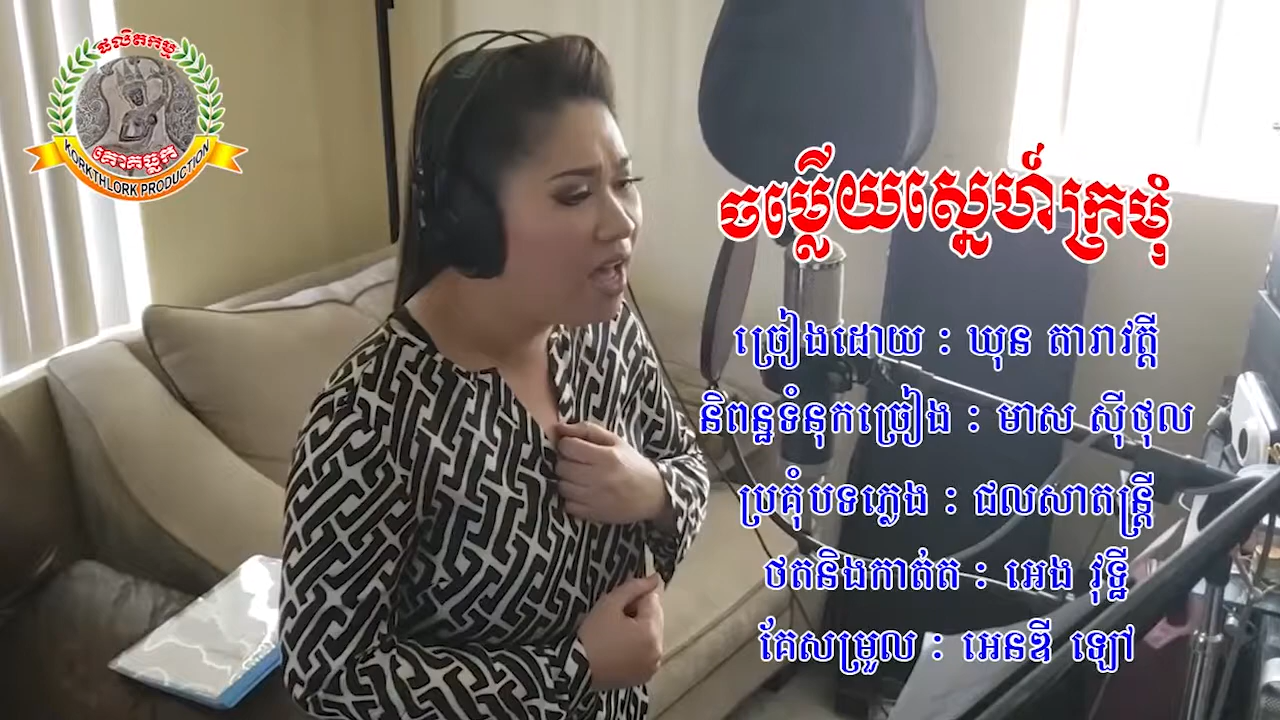 ផលិតកម្ម
គោកធ្លក
KORKTHLORK PRODUCTION
ចម្លើយស្នេហ៍ក្រមុំ
ច្រៀងដោយ : ឃុន តារាវត្តី
និពន្ធទំនុកច្រៀង : មាស ស៊ីថុល
ប្រគុំបទភ្លេង : ជលសាតន្ត្រី
ថតនិងកាត់ត : អេង វុទ្ឋី
កែសម្រួល : អេនឌី ឡៅ